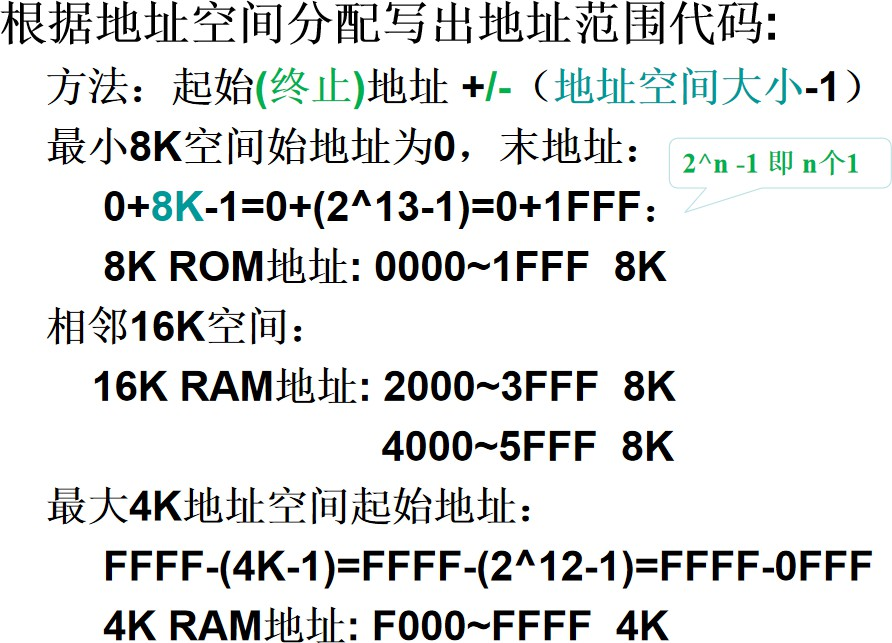 根据地址空间分配写出地址范围代码:
方法：起始(终止)地址 +/-（地址空间大小-1）
最小8K空间始地址为0，末地址：
2^n -1 即 n个1
0+8K-1=0+(2^13-1)=0+1FFF：
8K ROM地址: 0000~1FFF 8K
相邻16K空间：
16K RAM地址: 2000~3FFF 8K
4000~5FFF 8K
最大4K地址空间起始地址：
FFFF-(4K-1)=FFFF-(2^12-1)=FFFF-0FFF
4K RAM地址: F000~FFFF 4K